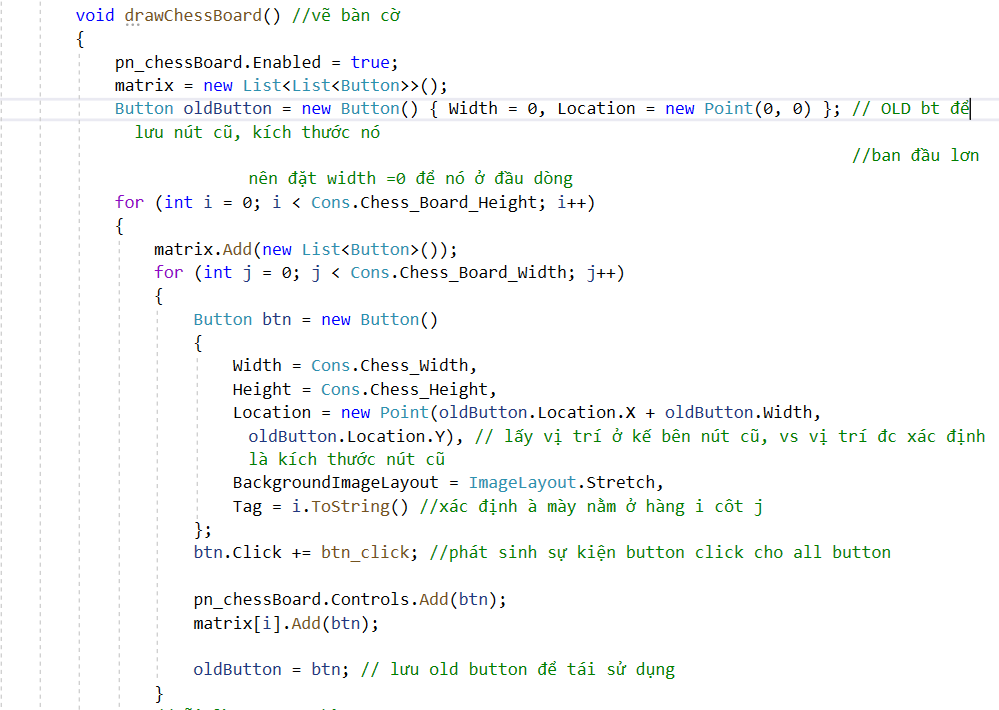 void drawChessBoard() //vẽ bàn cờ
{
pn_chessBoard.Enabled = true;
matrix = new List<List<Button>>();
Button oldButton = new Button() { Width = 0, Location = new Point(0, 0) }; // OLD bt để
lưu nút cũ, kích thước nó
//ban đầu lơn
nên đặt width =0 để nó ở đầu dòng
for (int i = 0; i < Cons.Chess_Board_Height; i++)
{
matrix.Add(new List<Button>());
for (int j = 0; j < Cons.Chess_Board_Width; j++)
{
Button btn = new Button()
{
Width = Cons.Chess_Width,
Height = Cons.Chess_Height,
Location = new Point(oldButton.Location.X + oldButton.Width,
oldButton.Location.Y), // lấy vị trí ở kế bên nút cũ, vs vị trí đc xác định
là kích thước nút cũ
BackgroundImageLayout = ImageLayout.Stretch,
Tag = i.ToString() //xác định à mày nằm ở hàng i côt j
};
btn.Click += btn_click; //phát sinh sự kiện button click cho all button
pn_chessBoard.Controls.Add(btn);
matrix[i].Add(btn);
oldButton = btn; // lưu old button để tái sử dụng
}